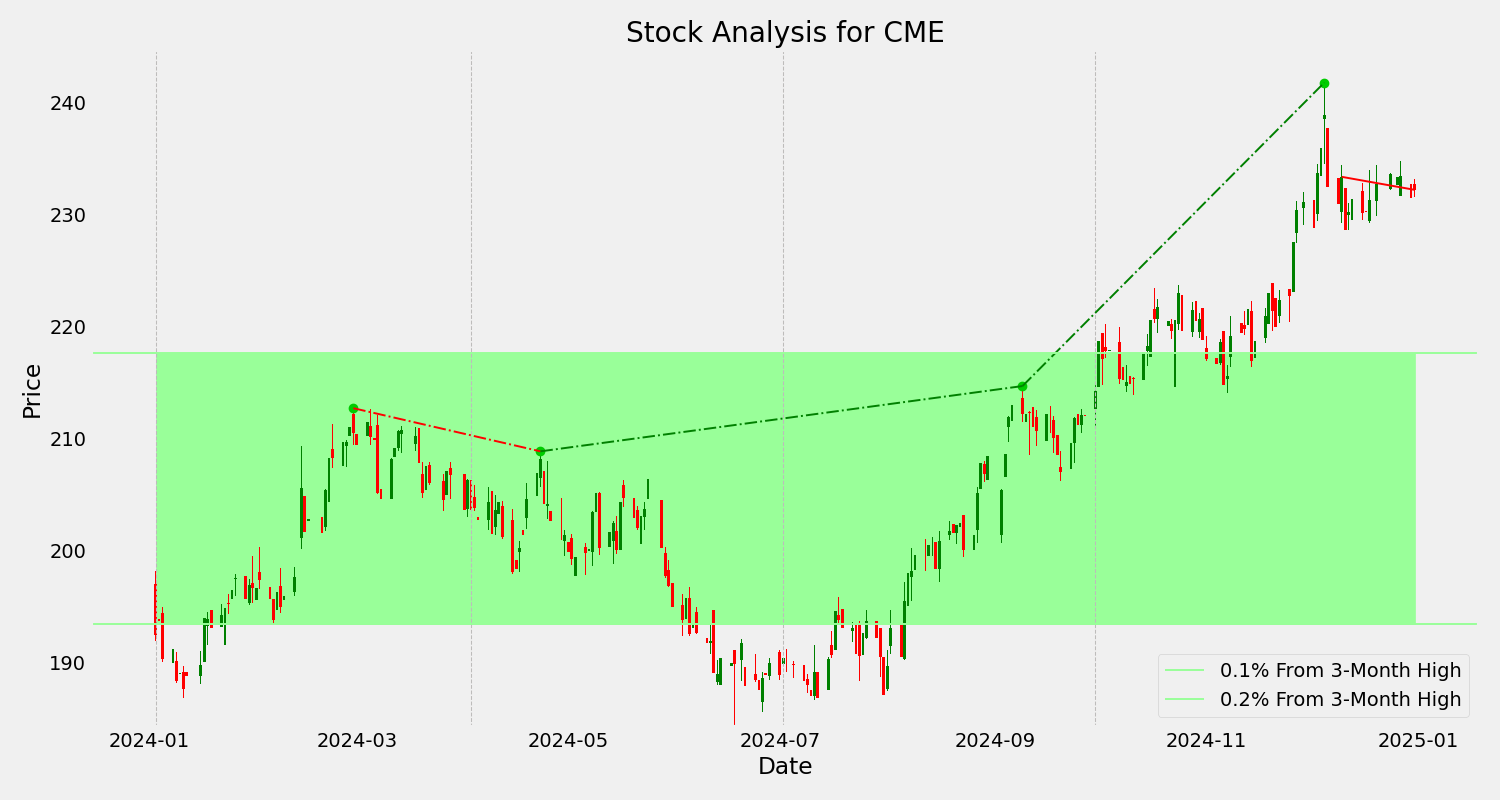 Stock Analysis for CME
240
230
220
210
200
190
Price
2024-01
2024-03
2024-05
2024-07
2024-09
2024-11
2025-01
Date
0.1% From 3-Month High
0.2% From 3-Month High